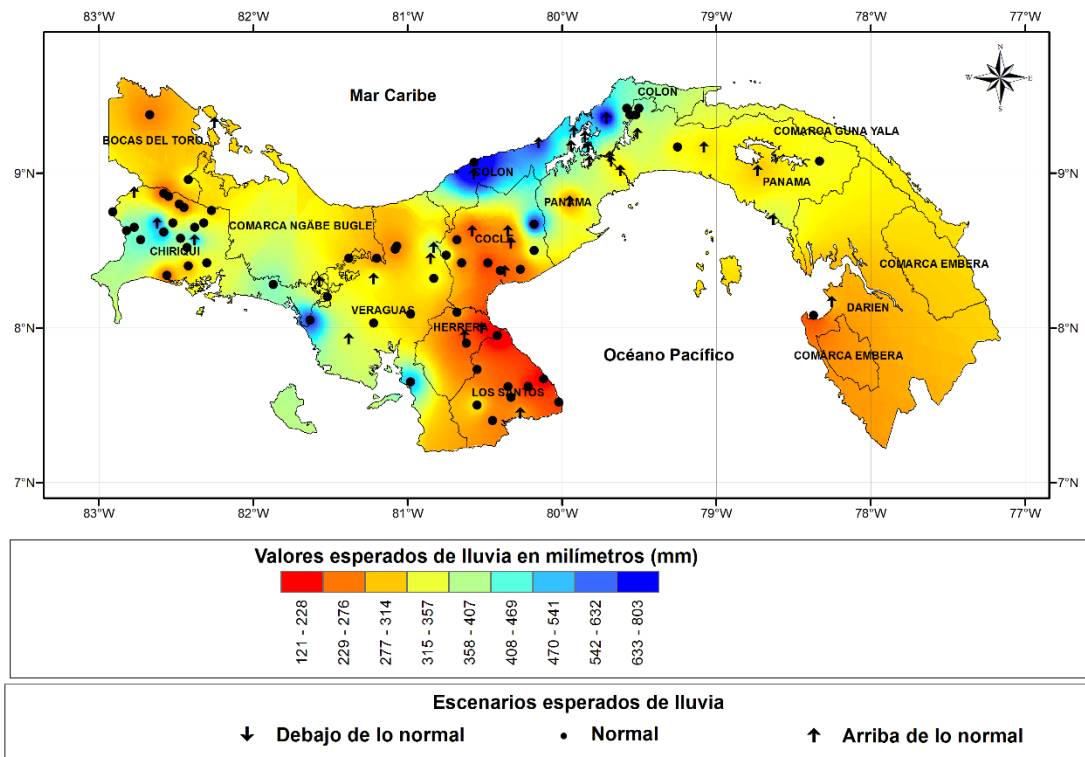 83°W 82°W 81°W 80°W 79°W 78°W 77°W
N
W E
S
Mar Caribe
COLON
BOCAS DEL TORO
COMARCA GUNA YALA
9°N 9°N
COLON
PANAMA
PANAMA
COMARCA NGÄBE BUGLE
COCLE
CHIRIQUI
COMARCA EMBERA
VERAGUAS
DARIEN
8°N 8°N
HERRERA
Océano Pacífico
COMARCA EMBERA
LOS SANTOS
7°N 7°N
83°W 82°W 81°W 80°W 79°W 78°W 77°W
Valores esperados de lluvia en milímetros (mm)
121 - 228
229 - 276
277 - 314
315 - 357
358 - 407
408 - 469
470 - 541
542 - 632
633 - 803
Escenarios esperados de lluvia
Debajo de lo normal Normal Arriba de lo normal